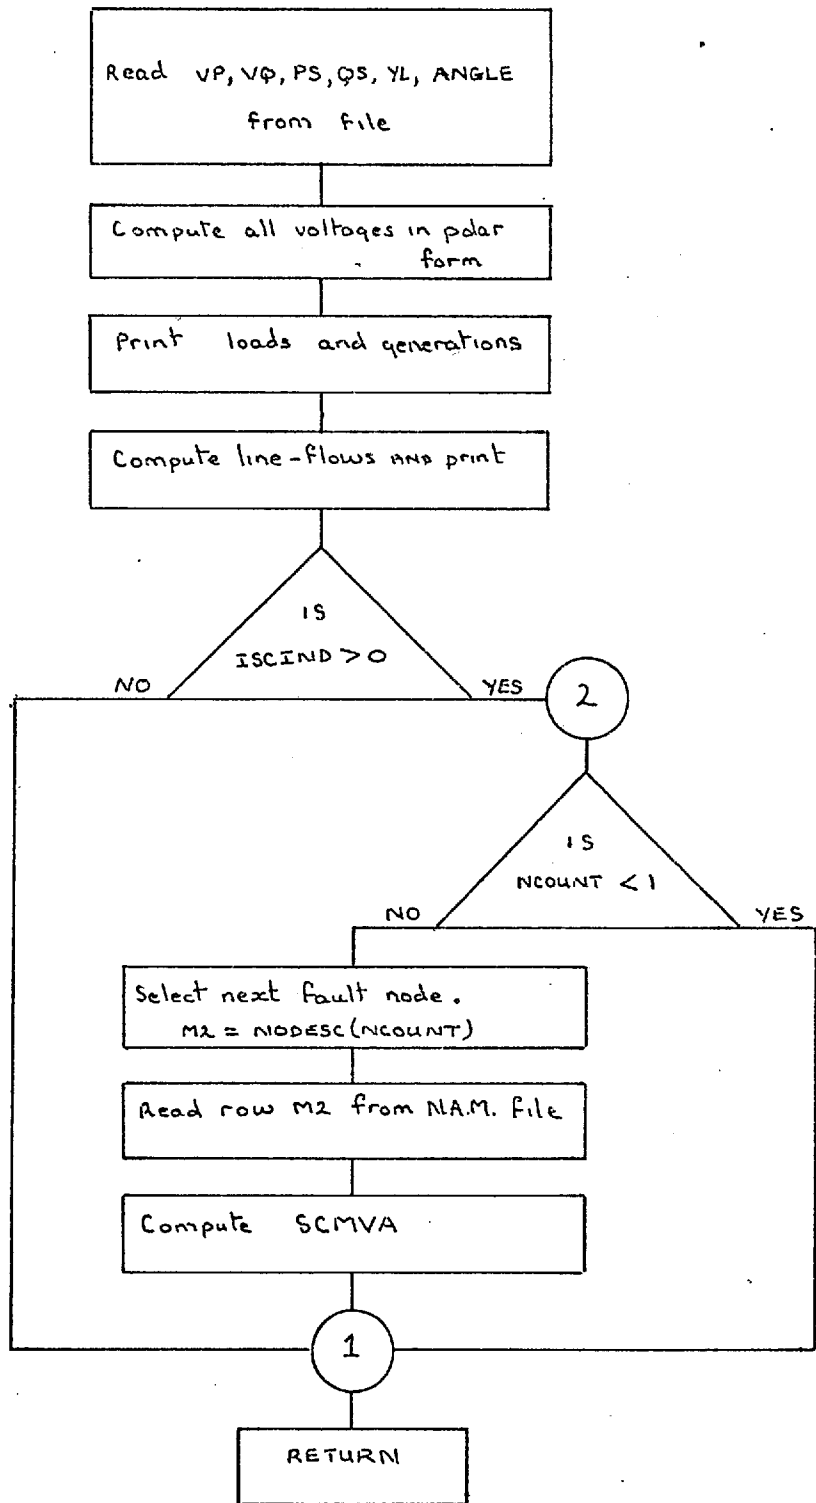 Read VP, VQ, PS, QS, YL, ANGLE
from file
Compute all voltages in polar
form
Print loads and generations
Compute line-flows AND print
IS
ISCIND > 0
NO
YES
2
IS
NCOUNT < 1
NO
YES
Select next fault node.
M2 = NODESC(NCOUNT)
Read row M2 from N.A.M. file
Compute SCMVA
1
RETURN